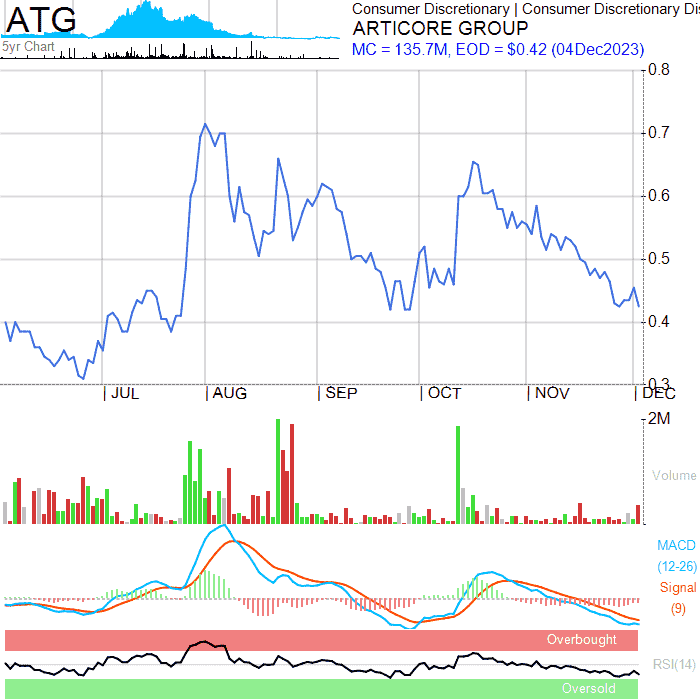 ATG
5yr Chart
Consumer Discretionary | Consumer Discretionary Dis
ARTICORE GROUP
MC = 135.7M, EOD = $0.42 (04Dec2023)
0.8
0.7
0.6
0.5
0.4
0.3
JUL AUG SEP OCT NOV DEC
2M
Volume
MACD
(12-26)
Signal
(9)
Overbought
RSI(14)
Oversold